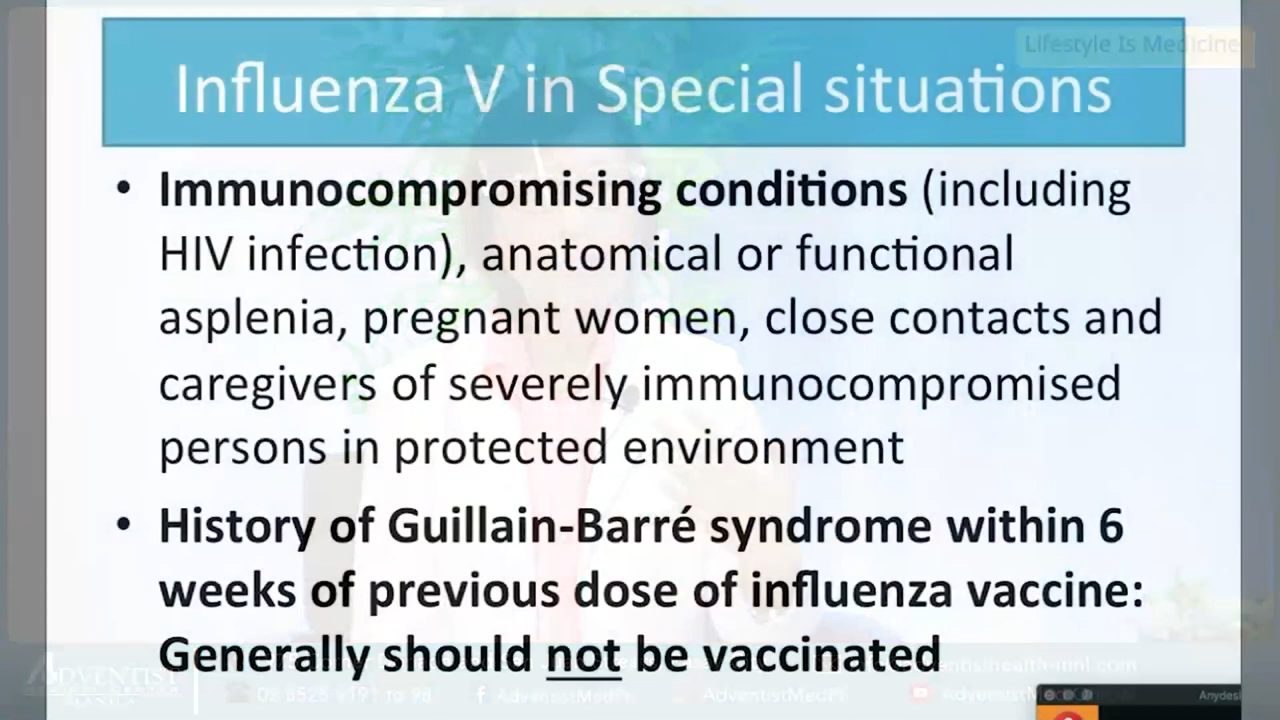 Lifestyle Is Medicine
Influenza V in Special situations
• Immunocompromising conditions (including
HIV infection), anatomical or functional
asplenia, pregnant women, close contacts and
caregivers of severely immunocompromised
persons in protected environment
• History of Guillain-Barré syndrome within 6
weeks of previous dose of influenza vaccine:
Generally should not be vaccinated
ADVENTIST
Anydesk